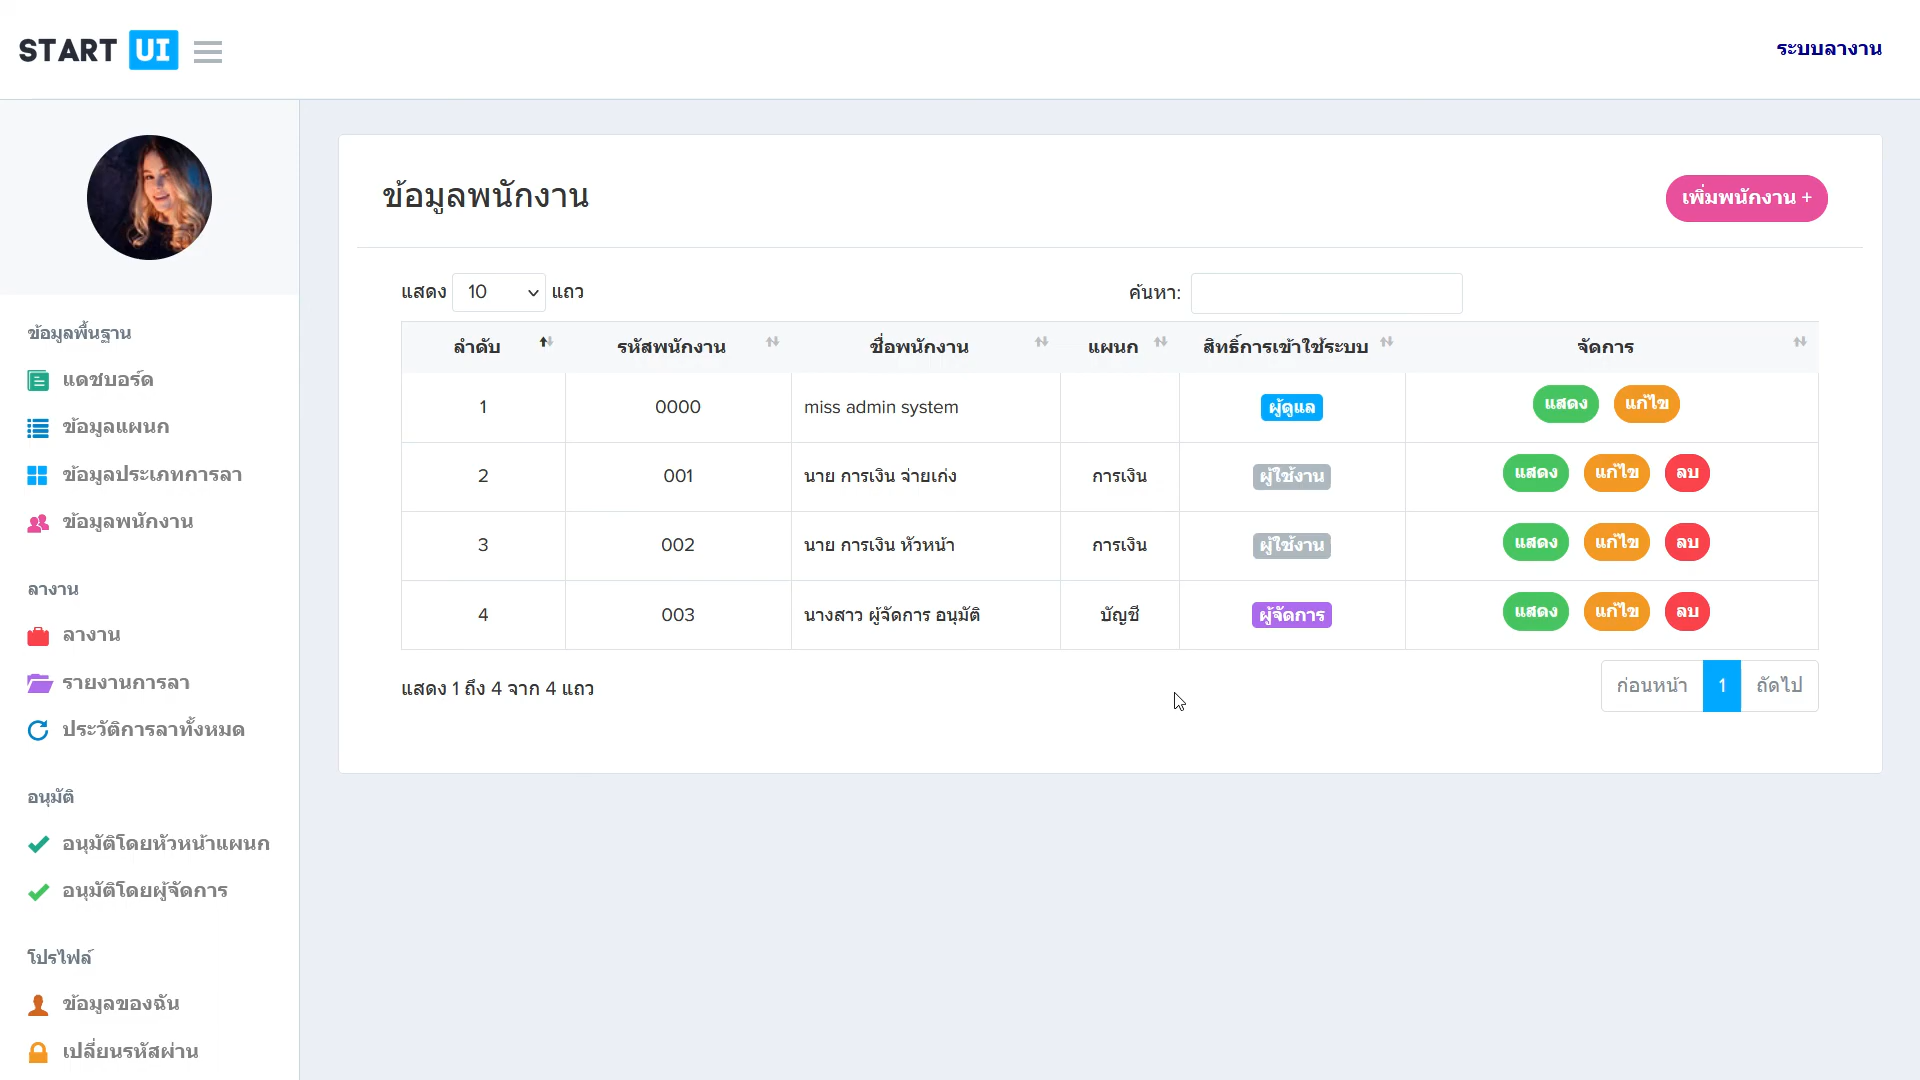 START UI
ระบบลางาน
ข้อมูลพื้นฐาน
แดชบอร์ด
ข้อมูลแผนก
ข้อมูลประเภทการลา
ข้อมูลพนักงาน
ลางาน
ลางาน
รายงานการลา
ประวัติการลาทั้งหมด
อนุมัติ
อนุมัติโดยหัวหน้าแผนก
อนุมัติโดยผู้จัดการ
โปรไฟล์
ข้อมูลของฉัน
เปลี่ยนรหัสผ่าน
ข้อมูลพนักงาน
เพิ่มพนักงาน +
แสดง 10 แถว
ค้นหา:
ลำดับ รหัสพนักงาน ชื่อพนักงาน แผนก สิทธิ์การเข้าใช้ระบบ จัดการ
1 0000 miss admin system ผู้ดูแล แสดง แก้ไข
2 001 นาย การเงิน จ่ายเก่ง การเงิน ผู้ใช้งาน แสดง แก้ไข ลบ
3 002 นาย การเงิน หัวหน้า การเงิน ผู้ใช้งาน แสดง แก้ไข ลบ
4 003 นางสาว ผู้จัดการ อนุมัติ บัญชี ผู้จัดการ แสดง แก้ไข ลบ
แสดง 1 ถึง 4 จาก 4 แถว
ก่อนหน้า 1 ถัดไป